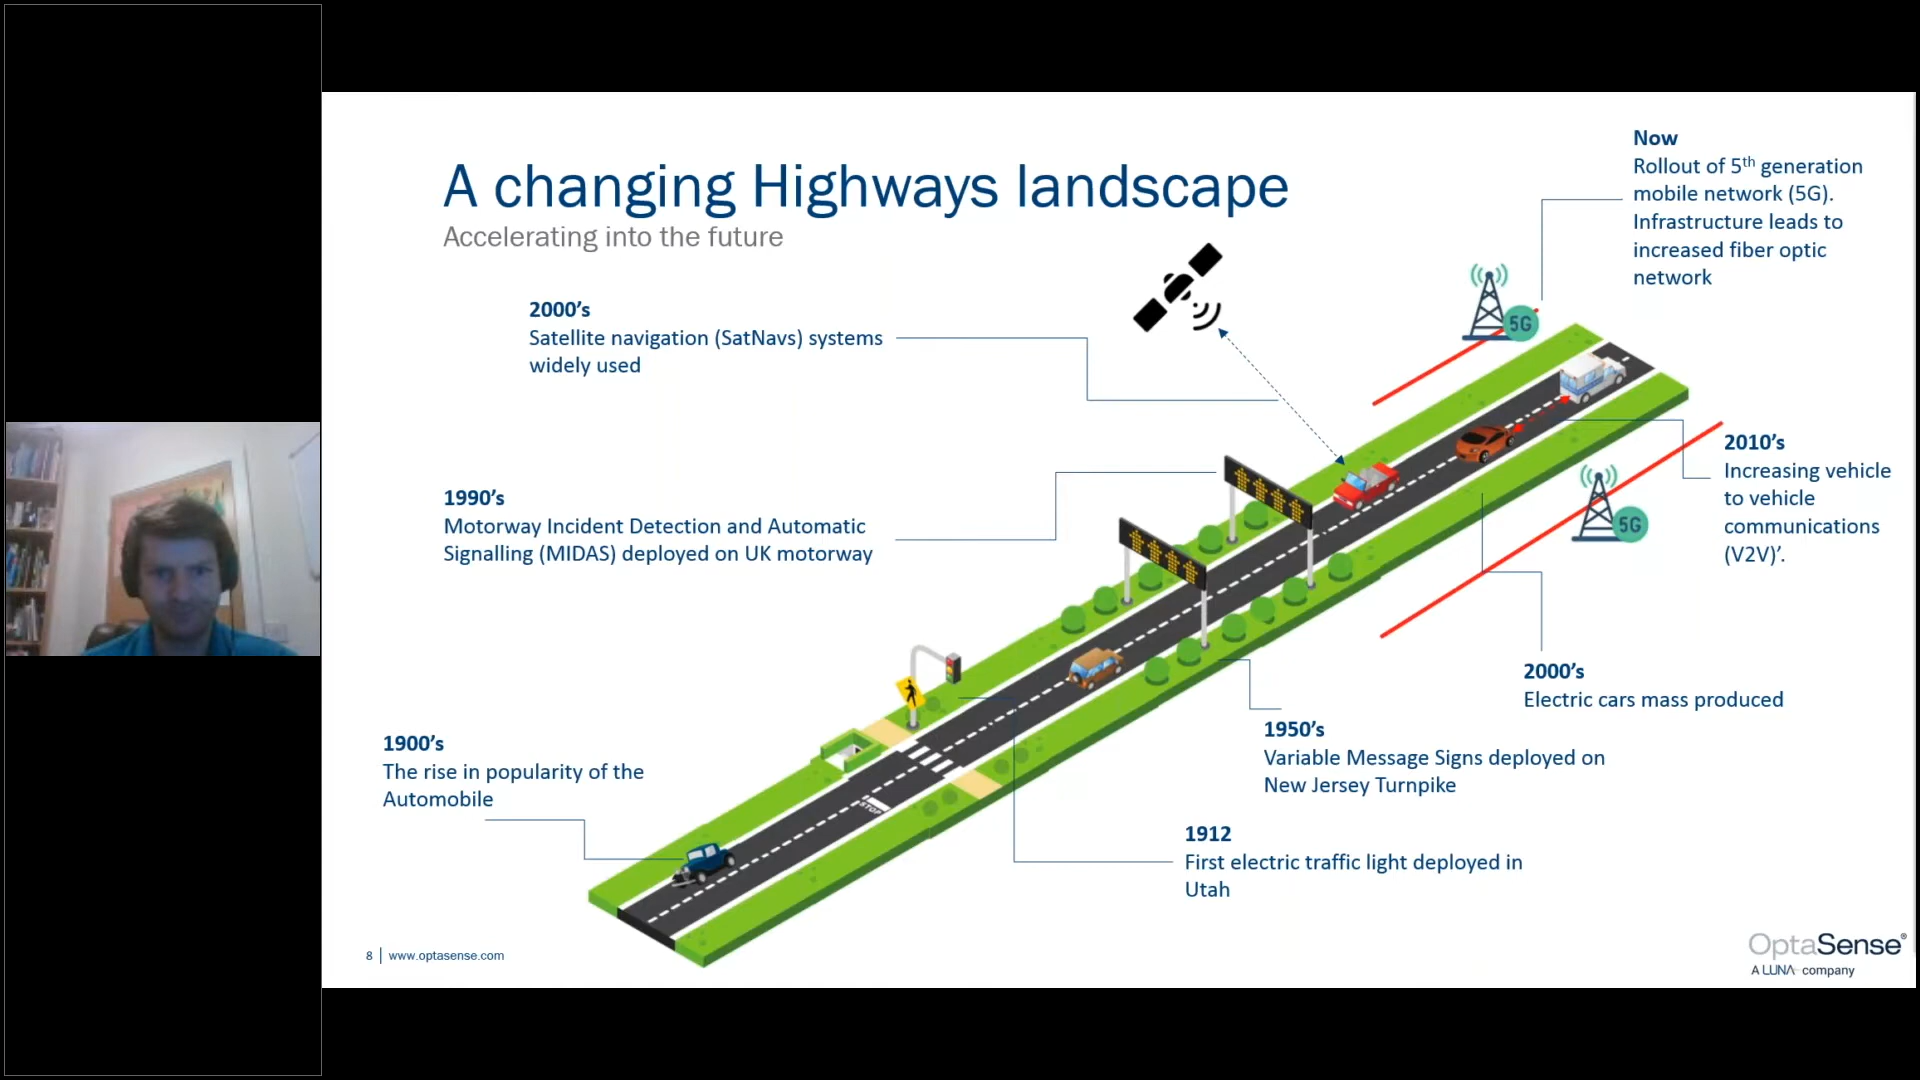 A changing Highways landscape
Accelerating into the future
Now
Rollout of 5th generation
mobile network (5G).
Infrastructure leads to
increased fiber optic
network
2000's
Satellite navigation (SatNavs) systems
widely used
5G
2010's
Increasing vehicle
to vehicle
communications
(V2V)'.
5G
1990's
Motorway Incident Detection and Automatic
Signalling (MIDAS) deployed on UK motorway
2000's
Electric cars mass produced
1950's
Variable Message Signs deployed on
New Jersey Turnpike
1900's
The rise in popularity of the
Automobile
STOP
1912
First electric traffic light deployed in
Utah
8 | www.optasense.com
OptaSense®
A LUNA company